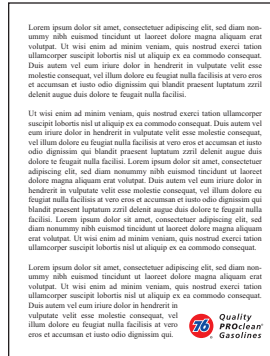 Lorem ipsum dolor sit amet, consectetuer adipiscing elit, sed diam non-
ummy nibh euismod tincidunt ut laoreet dolore magna aliquam erat
volutpat. Ut wisi enim ad minim veniam, quis nostrud exerci tation
ullamcorper suscipit lobortis nisl ut aliquip ex ea commodo consequat.
Duis autem vel eum iriure dolor in hendrerit in vulputate velit esse
molestie consequat, vel illum dolore eu feugiat nulla facilisis at vero eros
et accumsan et iusto odio dignissim qui blandit praesent luptatum zzril
delenit augue duis dolore te feugait nulla facilisi.
Ut wisi enim ad minim veniam, quis nostrud exerci tation ullamcorper
suscipit lobortis nisl ut aliquip ex ea commodo consequat. Duis autem vel
eum iriure dolor in hendrerit in vulputate velit esse molestie consequat,
vel illum dolore eu feugiat nulla facilisis at vero eros et accumsan et iusto
odio dignissim qui blandit praesent luptatum zzril delenit augue duis
dolore te feugait nulla facilisi. Lorem ipsum dolor sit amet, consectetuer
adipiscing elit, sed diam nonummy nibh euismod tincidunt ut laoreet
dolore magna aliquam erat volutpat. Duis autem vel eum iriure dolor in
hendrerit in vulputate velit esse molestie consequat, vel illum dolore eu
feugiat nulla facilisis at vero eros et accumsan et iusto odio dignissim qui
blandit praesent luptatum zzril delenit augue duis dolore te feugait nulla
facilisi. Lorem ipsum dolor sit amet, consectetuer adipiscing elit, sed
diam nonummy nibh euismod tincidunt ut laoreet dolore magna aliquam
erat volutpat. Ut wisi enim ad minim veniam, quis nostrud exerci tation
ullamcorper suscipit lobortis nisl ut aliquip ex ea commodo consequat.
Lorem ipsum dolor sit amet, consectetuer adipiscing elit, sed diam non-
ummy nibh euismod tincidunt ut laoreet dolore magna aliquam erat
volutpat. Ut wisi enim ad minim veniam, quis nostrud exerci tation
ullamcorper suscipit lobortis nisl ut aliquip ex ea commodo consequat.
Duis autem vel eum iriure dolor in hendrerit in
vulputate velit esse molestie consequat, vel
illum dolore eu feugiat nulla facilisis at vero
eros et accumsan et iusto odio dignissim qui.
76
Quality
PROclean
Gasolines